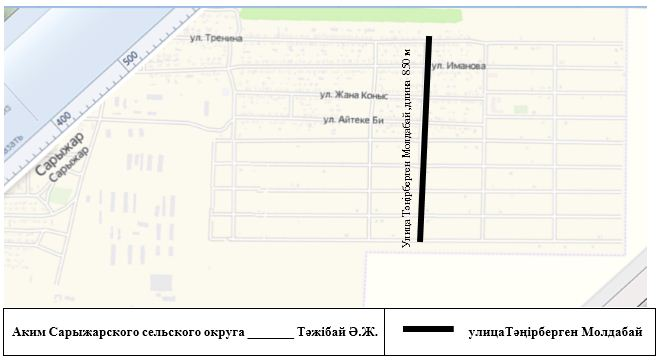 ул. Тренина
500
ул. Иманова
ул. Жана Коныс
400
ул. Айтеке Би
Сарыжар
Сарыжар
Улица Тәңірберген Молдабай ,длина 850 м
Аким Сарыжарского сельского округа _______ Тәжібай Ә.Ж.
улицаТәңірберген Молдабай